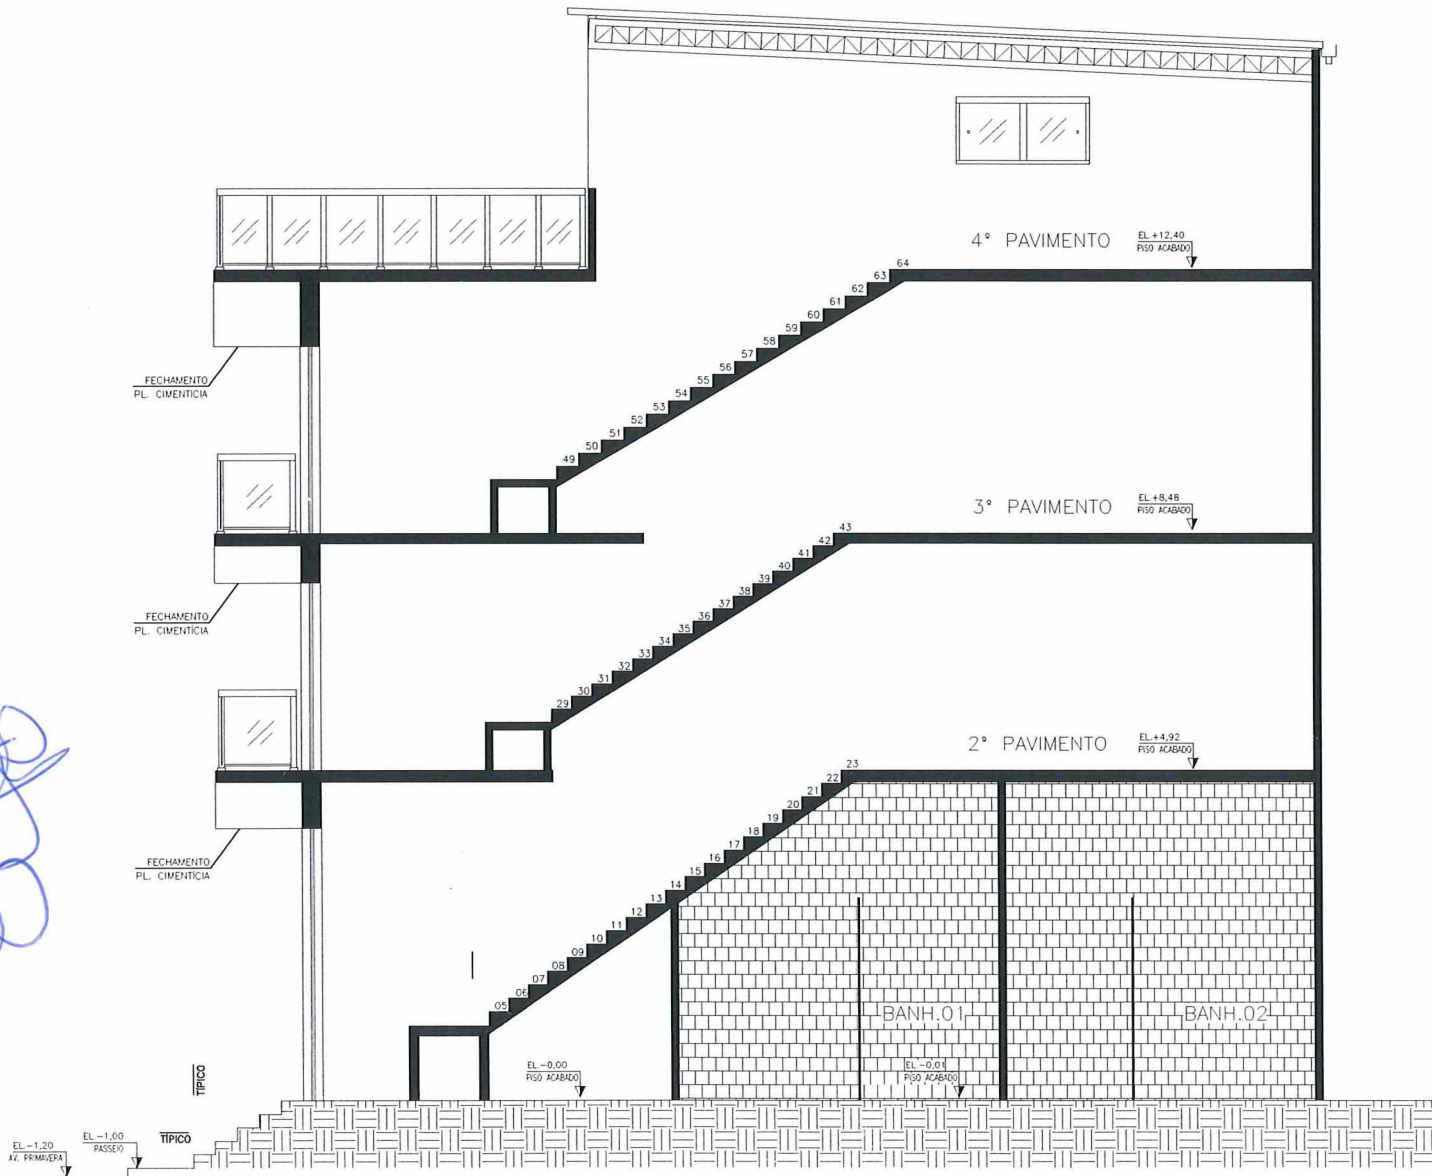 4° PAVIMENTO
EL.+12,40
PISO ACABADO
64
63
62
61
60
59
58
57
56
55
54
53
52
51
50
49
FECHAMENTO
PL. CIMENTÍCIA
3° PAVIMENTO
EL.+8,48
PISO ACABADO
43
42
41
40
39
38
37
36
35
34
33
32
31
30
29
FECHAMENTO
PL. CIMENTÍCIA
2° PAVIMENTO
EL.+4,92
PISO ACABADO
23
22
21
20
19
18
17
16
15
14
13
12
11
10
09
08
07
06
05
FECHAMENTO
PL. CIMENTÍCIA
BANH.01
BANH.02
EL.-0,00
PISO ACABADO
EL.-0,01
PISO ACABADO
TÍPICO
TÍPICO
EL.-1,00
PASSEIO
EL.-1,20
AV. PRIMAVERA